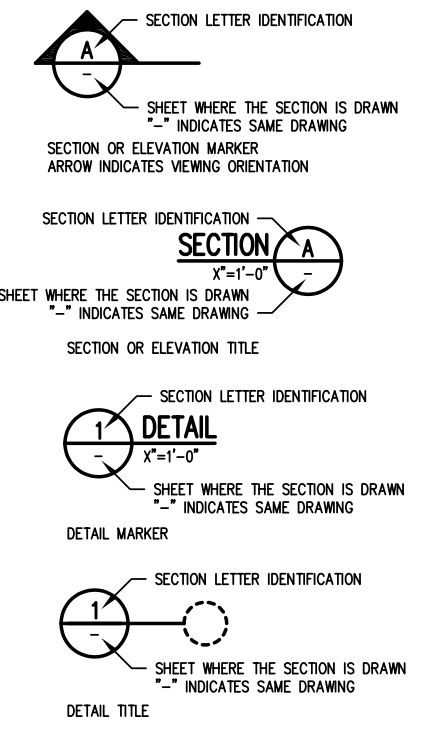 SECTION LETTER IDENTIFICATION
A
-
SHEET WHERE THE SECTION IS DRAWN
"-" INDICATES SAME DRAWING
SECTION OR ELEVATION MARKER
ARROW INDICATES VIEWING ORIENTATION
SECTION LETTER IDENTIFICATION
SECTION A
X"=1'-0" -
SHEET WHERE THE SECTION IS DRAWN
"-" INDICATES SAME DRAWING
SECTION OR ELEVATION TITLE
SECTION LETTER IDENTIFICATION
1 DETAIL
- X"=1'-0"
SHEET WHERE THE SECTION IS DRAWN
"-" INDICATES SAME DRAWING
DETAIL MARKER
SECTION LETTER IDENTIFICATION
1
-
SHEET WHERE THE SECTION IS DRAWN
"-" INDICATES SAME DRAWING
DETAIL TITLE